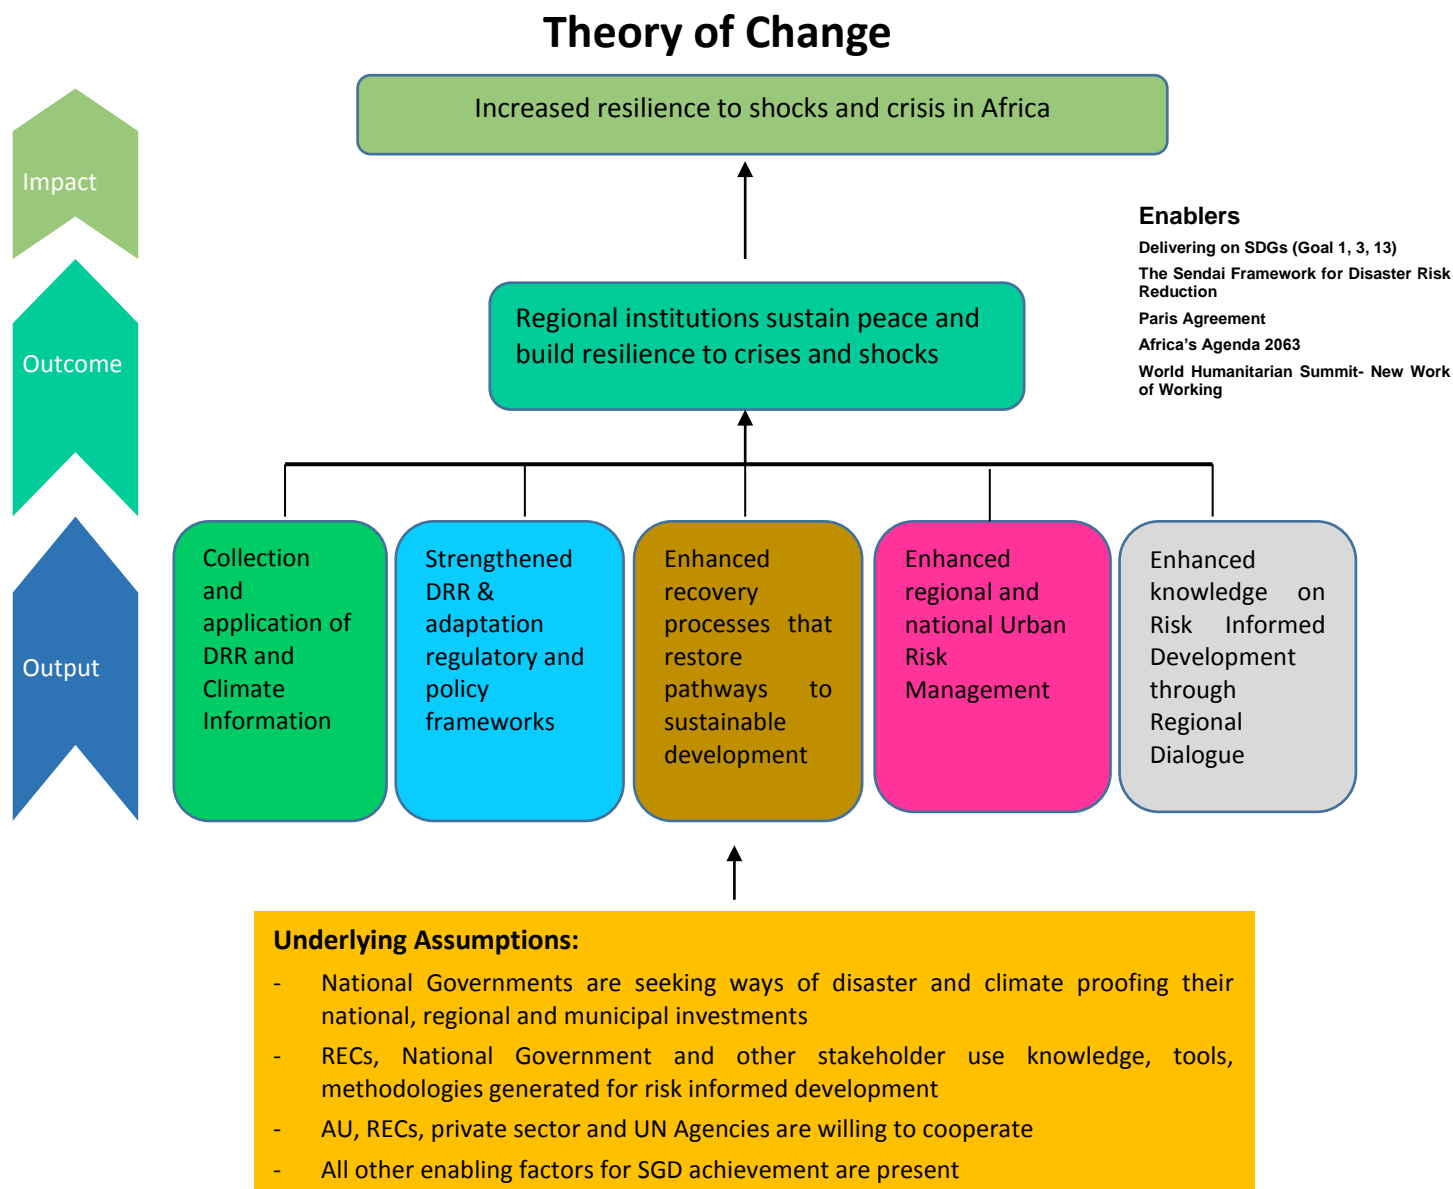 Theory of Change
Increased resilience to shocks and crisis in Africa
Impact
Enablers
Delivering on SDGs (Goal 1, 3, 13)
The Sendai Framework for Disaster Risk
Reduction
Paris Agreement
Africa's Agenda 2063
World Humanitarian Summit- New Work
of Working
Regional institutions sustain peace and
build resilience to crises and shocks
Outcome
Output
Collection
and
application of
DRR and
Climate
Information
Strengthened
DRR &
adaptation
regulatory and
policy
frameworks
Enhanced
recovery
processes that
restore
pathways to
sustainable
development
Enhanced
regional and
national Urban
Risk
Management
Enhanced
knowledge on
Risk Informed
Development
through
Regional
Dialogue
Underlying Assumptions:
- National Governments are seeking ways of disaster and climate proofing their
national, regional and municipal investments
- RECs, National Government and other stakeholder use knowledge, tools,
methodologies generated for risk informed development
- AU, RECs, private sector and UN Agencies are willing to cooperate
- All other enabling factors for SGD achievement are present